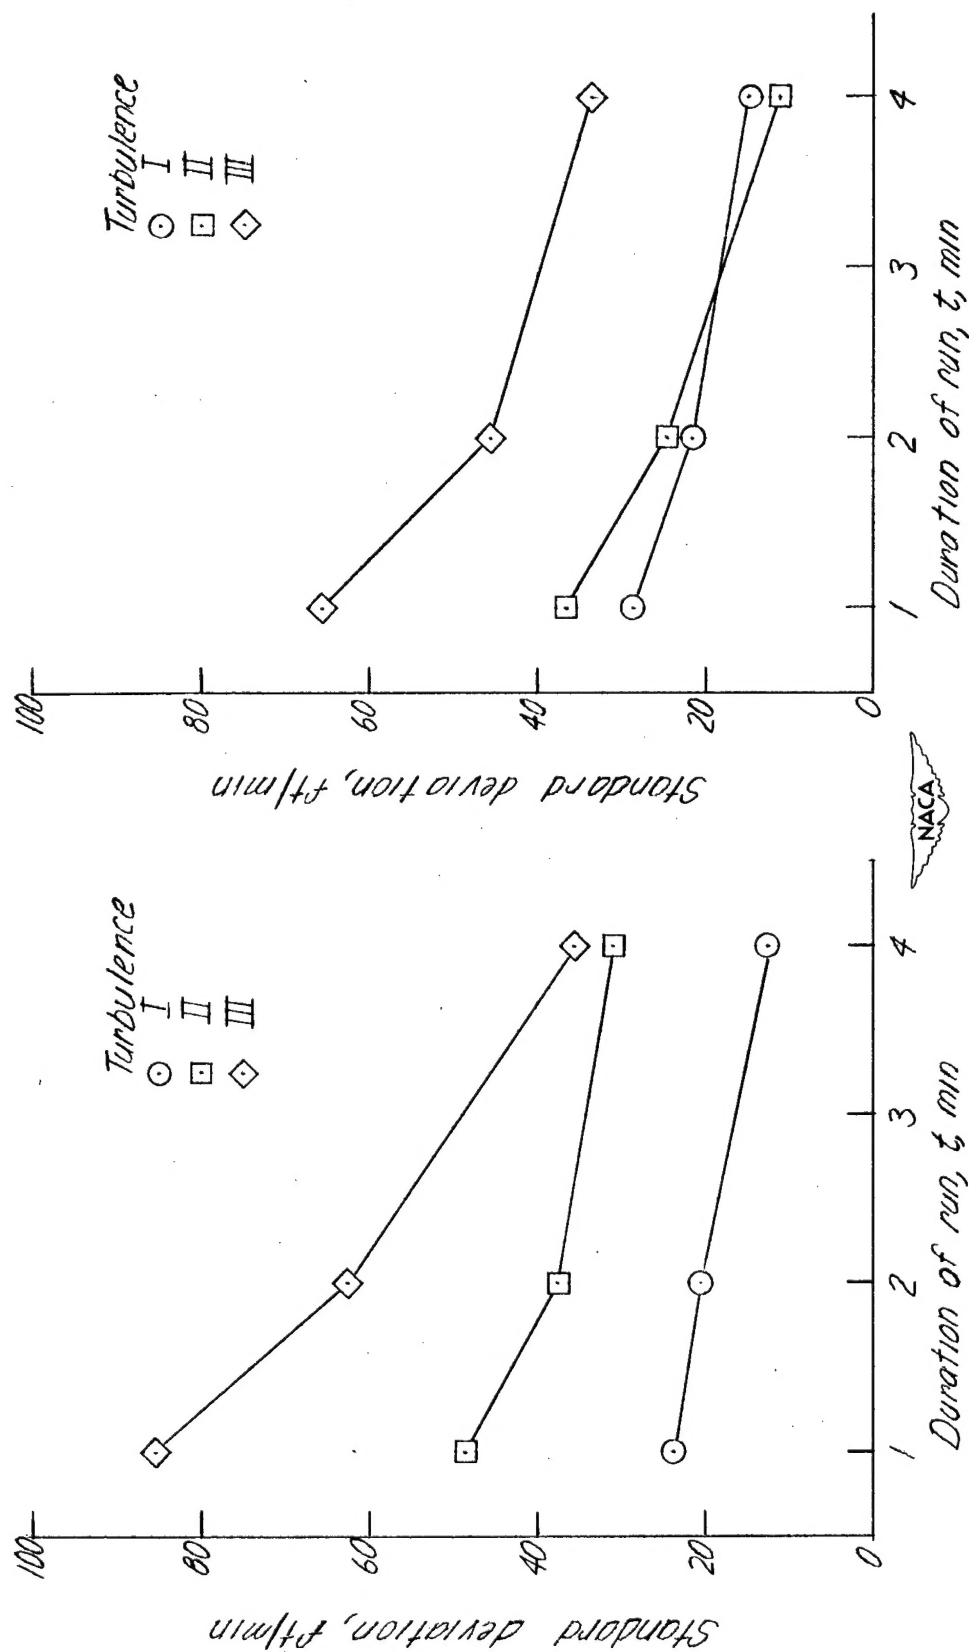 Standard deviation, ft/min
100
80
60
40
20
0
Turbulence
I
II
III
1
2
3
4
Duration of run, t, min
NACA
Standard deviation, ft/min
100
80
60
40
20
0
Turbulence
I
II
III
1
2
3
4
Duration of run, t, min